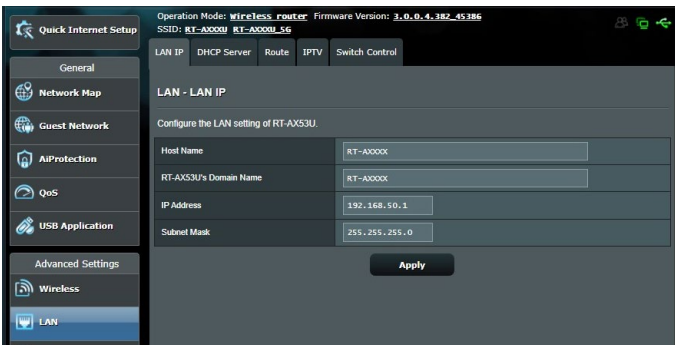 Quick Internet Setup
General
Network Map
Guest Network
AiProtection
QoS
USB Application
Advanced Settings
Wireless
LAN
Operation Mode: Wireless router Firmware Version: 3.0.0.4.382_45386
SSID: RT-AXXXU RT-AXXXU_5G
LAN IP DHCP Server Route IPTV Switch Control
LAN - LAN IP
Configure the LAN setting of RT-AX53U.
Host Name RT-AXXXX
RT-AX53U's Domain Name RT-AXXXX
IP Address 192.168.50.1
Subnet Mask 255.255.255.0
Apply